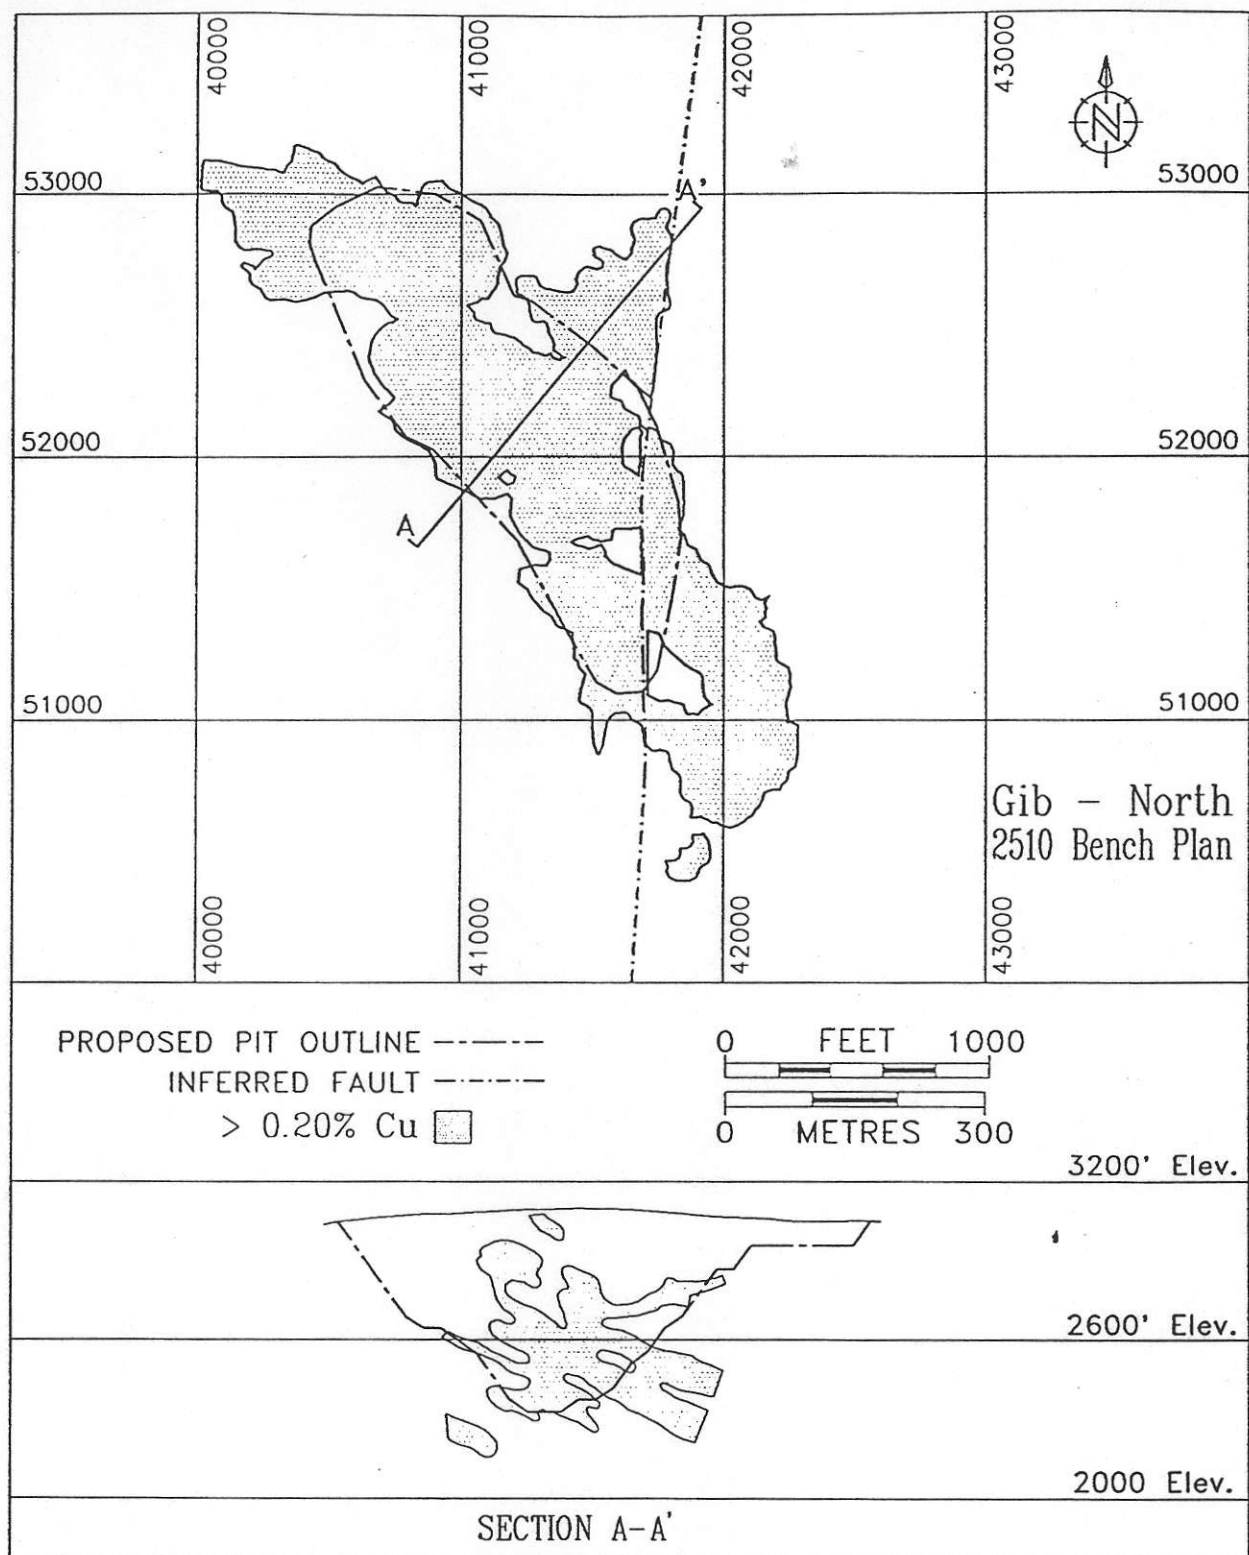 40000
41000
42000
43000
N
53000
53000
A'
52000
52000
A
51000
51000
Gib - North
2510 Bench Plan
40000
41000
42000
43000
PROPOSED PIT OUTLINE
INFERRED FAULT
> 0.20% Cu
0 FEET 1000
0 METRES 300
3200' Elev.
2600' Elev.
2000 Elev.
SECTION A-A'